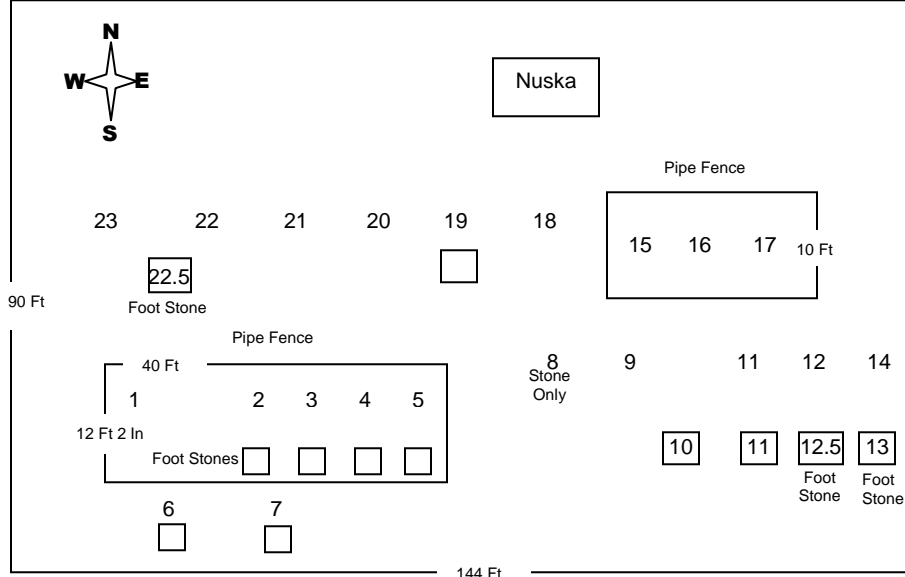 N
W E
S
Nuska
Pipe Fence
23 22 21 20 19 18
15 16 17 10 Ft
22.5
Foot Stone
90 Ft
Pipe Fence
40 Ft
8 9 11 12 14
Stone
Only
1 2 3 4 5
12 Ft 2 In
Foot Stones
10 11 12.5 13
Foot
Stone
Foot
Stone
6 7
144 Ft